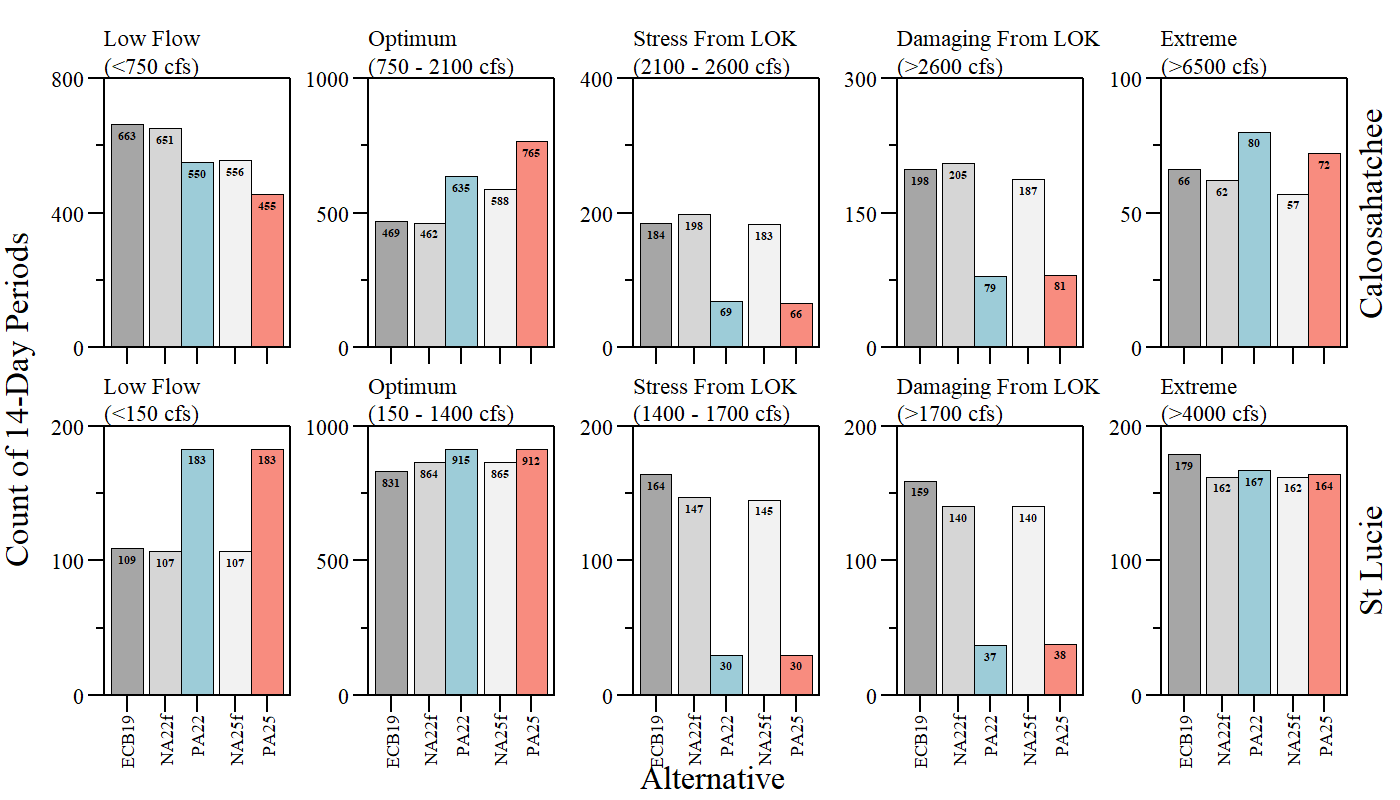 Low Flow
(<750 cfs)
Optimum
(750 - 2100 cfs)
Stress From LOK
(2100 - 2600 cfs)
Damaging From LOK
(>2600 cfs)
Extreme
(>6500 cfs)
800
400
0
663
651
550
556
455
1000
500
0
469
462
635
588
765
400
200
0
184
198
69
183
66
300
150
0
198
205
79
187
81
100
50
0
66
62
80
57
72
Caloosahatchee
Count of 14-Day Periods
Low Flow
(<150 cfs)
Optimum
(150 - 1400 cfs)
Stress From LOK
(1400 - 1700 cfs)
Damaging From LOK
(>1700 cfs)
Extreme
(>4000 cfs)
200
100
0
109
107
183
107
183
1000
500
0
831
864
915
865
912
200
100
0
164
147
30
145
30
200
100
0
159
140
37
140
38
200
100
0
179
162
167
162
164
St Lucie
ECB19
NA22f
PA22
NA25f
PA25
ECB19
NA22f
PA22
NA25f
PA25
ECB19
NA22f
PA22
NA25f
PA25
ECB19
NA22f
PA22
NA25f
PA25
ECB19
NA22f
PA22
NA25f
PA25
Alternative